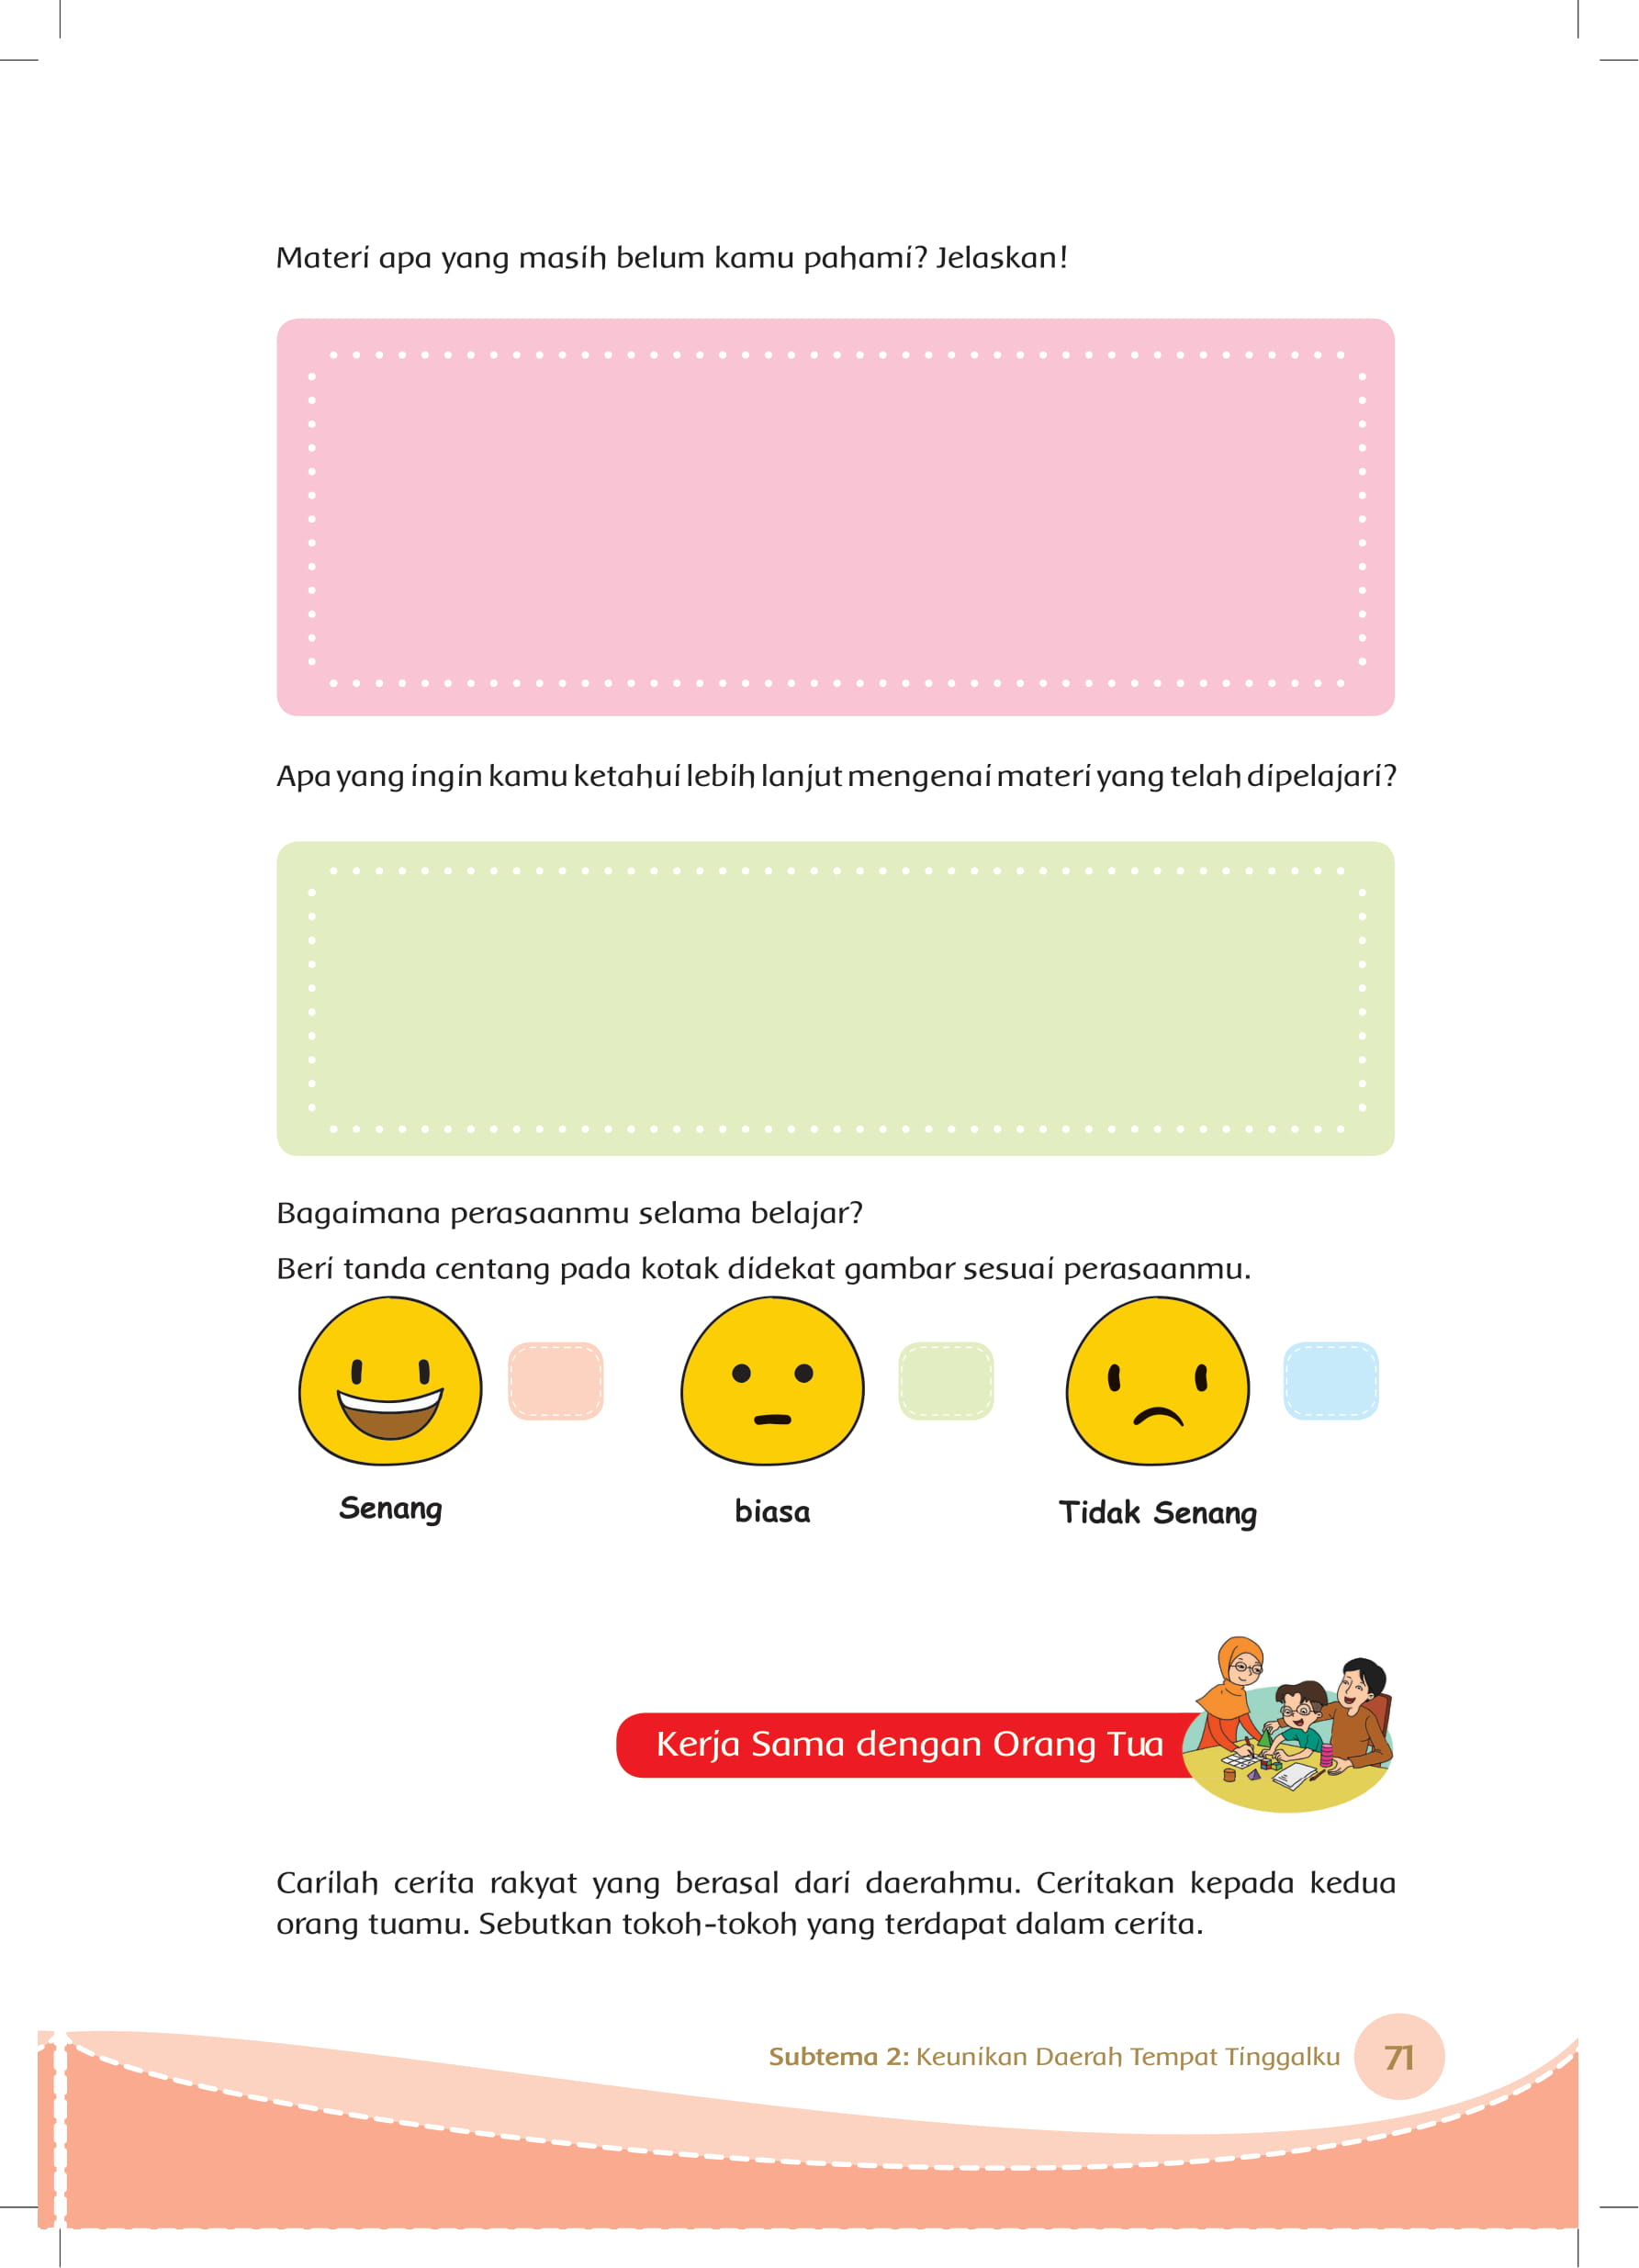 Materi apa yang masih belum kamu pahami? Jelaskan!
Apa yang ingin kamu ketahui lebih lanjut mengenai materi yang telah dipelajari?
Bagaimana perasaanmu selama belajar?
Beri tanda centang pada kotak didekat gambar sesuai perasaanmu.
Senang
biasa
Tidak Senang
Kerja Sama dengan Orang Tua
Carilah cerita rakyat yang berasal dari daerahmu. Ceritakan kepada kedua
orang tuamu. Sebutkan tokoh-tokoh yang terdapat dalam cerita.
Subtema 2: Keunikan Daerah Tempat Tinggalku
71